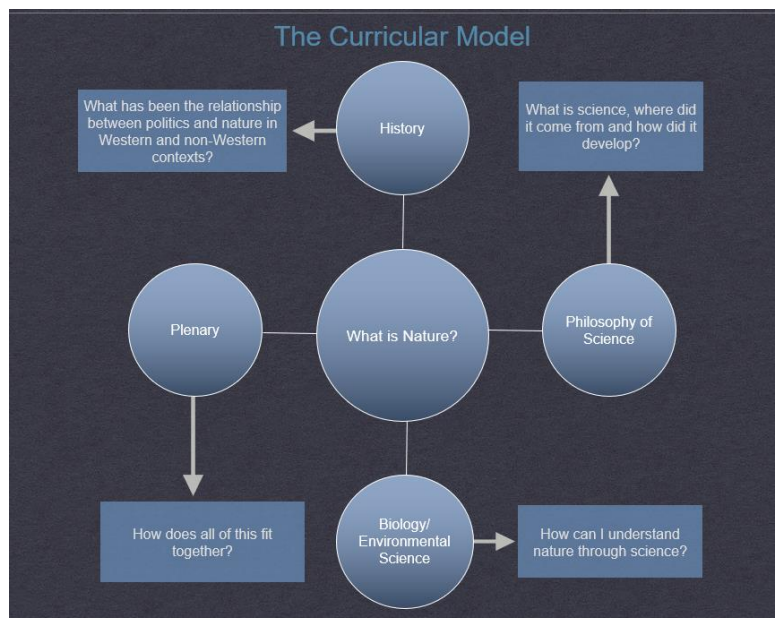 The Curricular Model
What has been the relationship
between politics and nature in
Western and non-Western
contexts?
History
What is science, where did
it come from and how did it
develop?
Plenary
What is Nature?
Philosophy of
Science
How does all of this fit
together?
Biology/
Environmental
Science
How can I understand
nature through science?